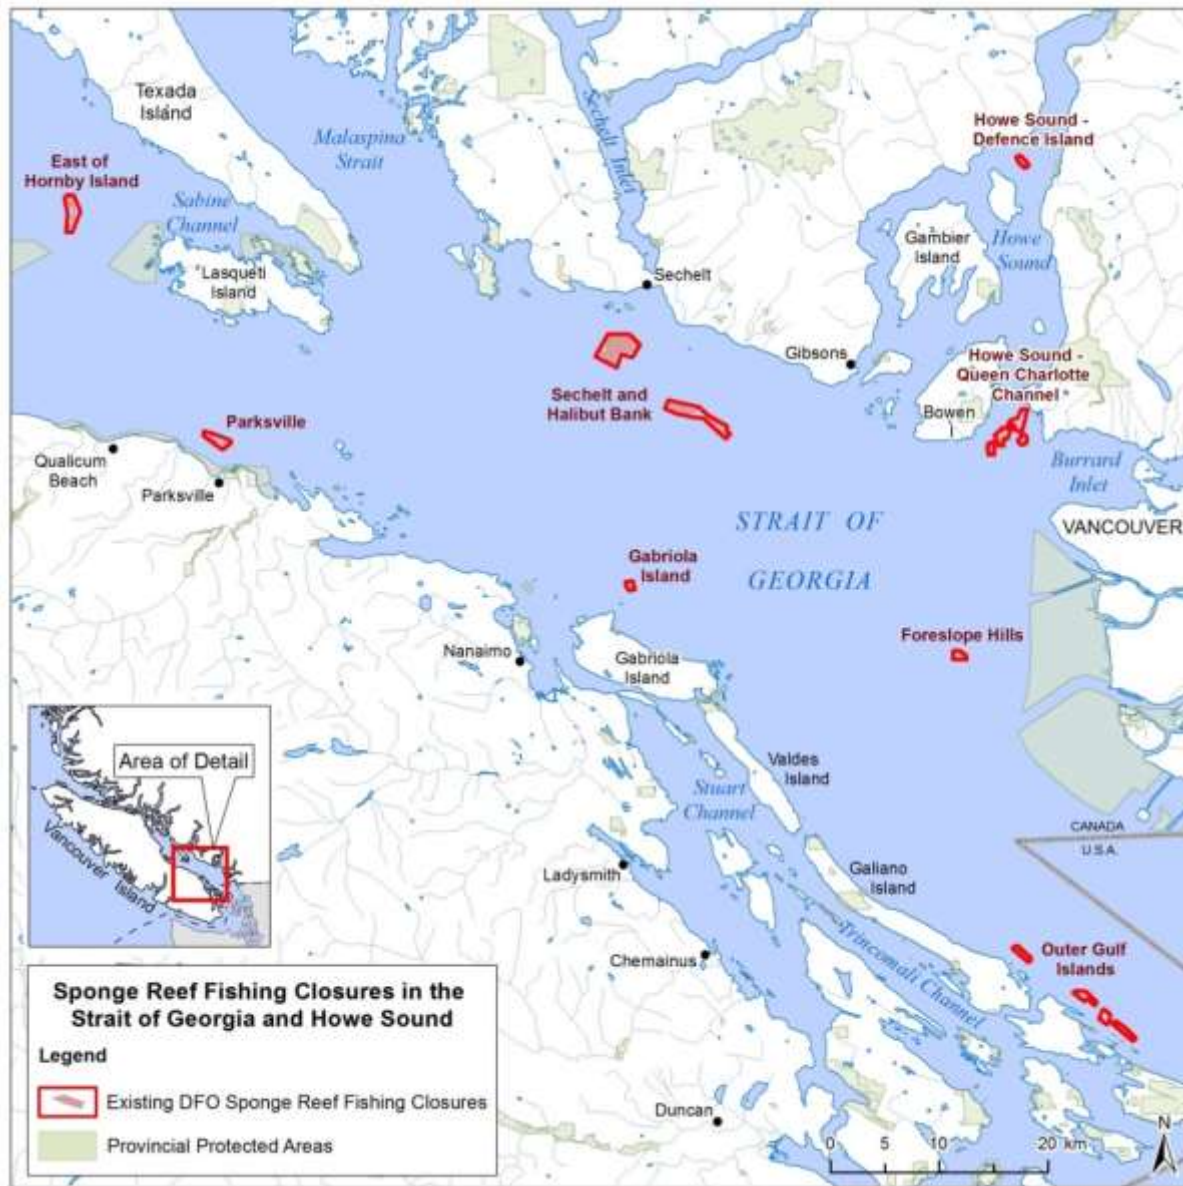 Texada
Island
Malaspina
Strait
Sechelt Inlet
Howe Sound -
Defence Island
East of
Hornby Island
Sabine
Channel
Gambier
Island
Howe
Sound
Lasqueti
Island
Sechelt
Gibsons
Howe Sound -
Queen Charlotte
Channel
Sechelt and
Halibut Bank
Bowen
Parksville
Qualicum
Beach
Parksville
Burrard
Inlet
STRAIT OF
GEORGIA
VANCOUVER
Gabriola
Island
Foreslope Hills
Nanaimo
Gabriola
Island
Area of Detail
Vancouver Island
Valdes
Island
Stuart
Channel
CANADA
U.S.A.
Ladysmith
Galiano
Island
Trincomali Channel
Chemainus
Outer Gulf
Islands
Sponge Reef Fishing Closures in the
Strait of Georgia and Howe Sound
Legend
Existing DFO Sponge Reef Fishing Closures
Provincial Protected Areas
Duncan
N
0 5 10 20 km